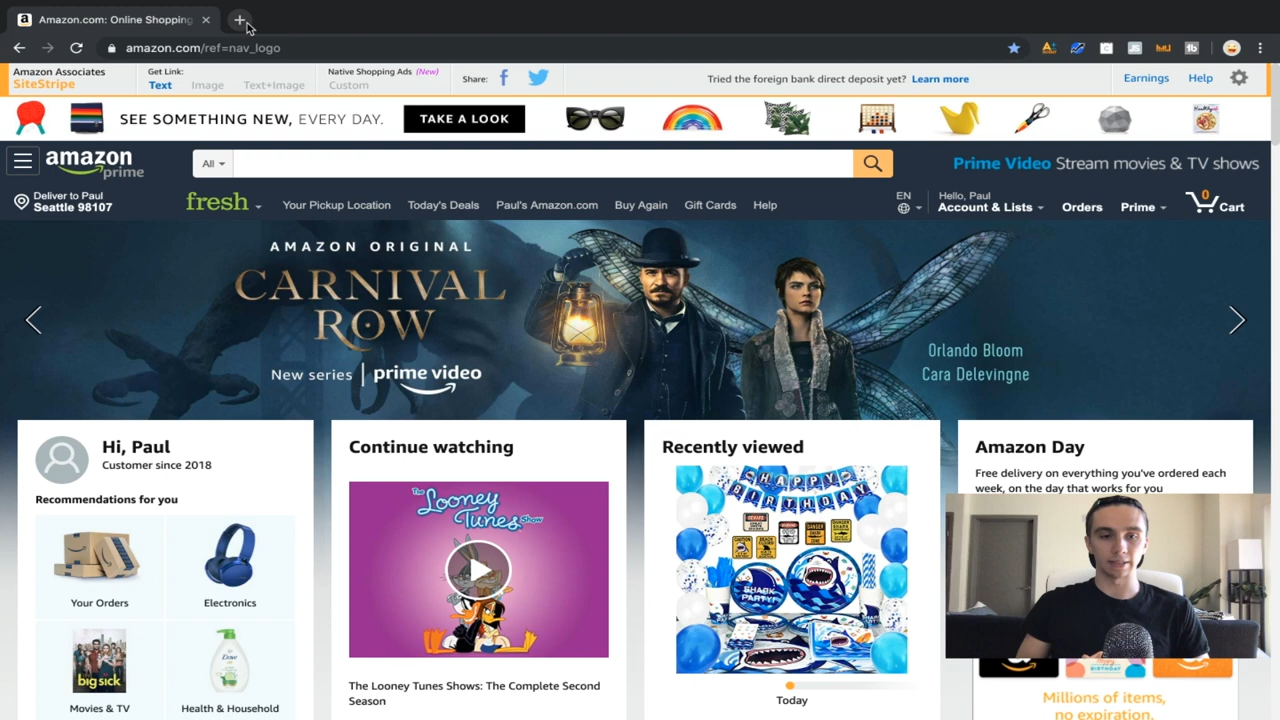 Amazon.com: Online Shopping
amazon.com/ref=nav_logo
Amazon Associates
SiteStripe
Get Link:
Text
Image
Text+Image
Native Shopping Ads (New)
Custom
Share:
Tried the foreign bank direct deposit yet? Learn more
Earnings
Help
SEE SOMETHING NEW, EVERY DAY.
TAKE A LOOK
amazon
prime
All
Prime Video Stream movies & TV shows
Deliver to Paul
Seattle 98107
fresh
Your Pickup Location
Today's Deals
Paul's Amazon.com
Buy Again
Gift Cards
Help
EN
Hello, Paul
Account & Lists
Orders
Prime
0
Cart
AMAZON ORIGINAL
CARNIVAL
ROW
New series | prime video
Orlando Bloom
Cara Delevingne
Hi, Paul
Customer since 2018
Recommendations for you
Your Orders
Electronics
big sick
Dove
Movies & TV
Health & Household
Continue watching
The
Looney
Tunes Show
The Looney Tunes Shows: The Complete Second
Season
Recently viewed
HAPPY
BIRTHDAY
SHARK
PARTY!
Today
Amazon Day
Free delivery on everything you've ordered each
week, on the day that works for you
Millions of items,
no expiration.